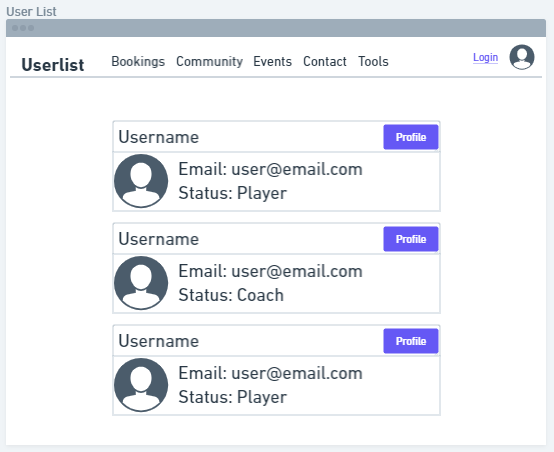 User List
Userlist Bookings Community Events Contact Tools Login
Username Profile
Email: user@email.com
Status: Player
Username Profile
Email: user@email.com
Status: Coach
Username Profile
Email: user@email.com
Status: Player